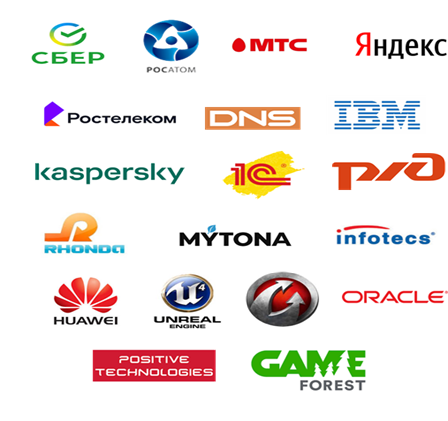 СБЕР
РОСАТОМ
МТС
Яндекс
Ростелеком
DNS
IBM
kaspersky
1С
РЖД
RHONDA
MYTONA
infotecs
HUAWEI
4
UNREAL
ENGINE
ORACLE
POSITIVE
TECHNOLOGIES
GAME
FOREST